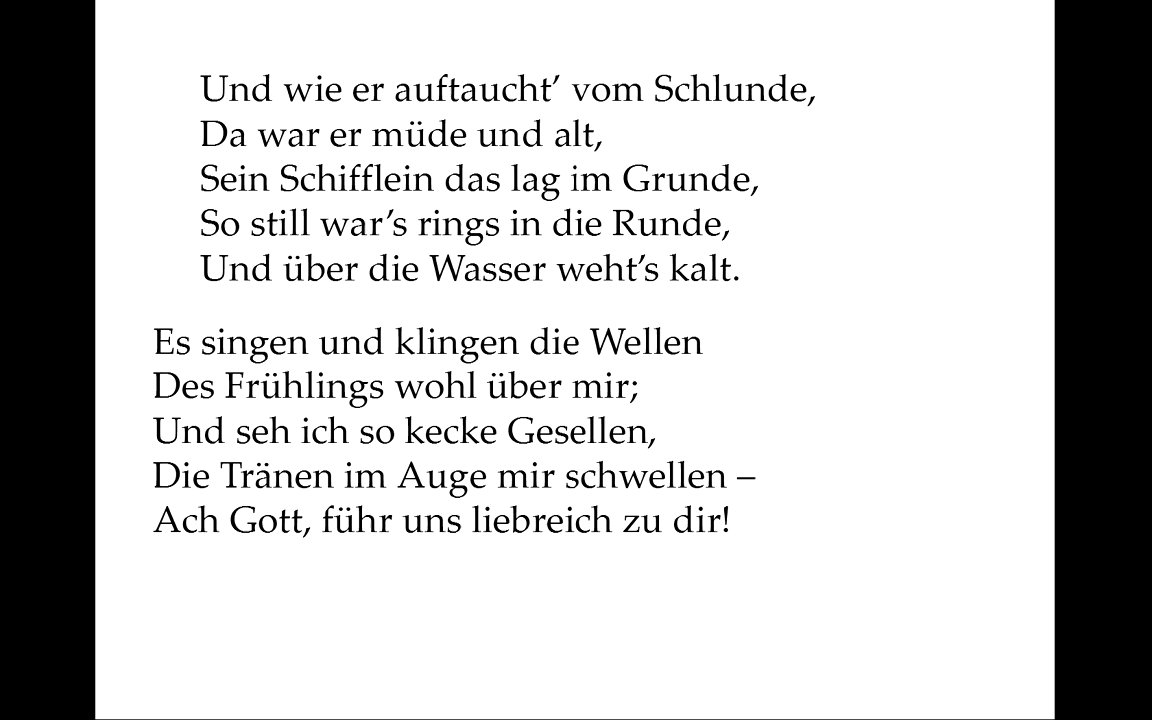 Und wie er auftaucht’ vom Schlunde,
Da war er müde und alt,
Sein Schifflein das lag im Grunde,
So still war’s rings in die Runde,
Und über die Wasser weht’s kalt.
Es singen und klingen die Wellen
Des Frühlings wohl über mir;
Und seh ich so kecke Gesellen,
Die Tränen im Auge mir schwellen –
Ach Gott, führ uns liebreich zu dir!